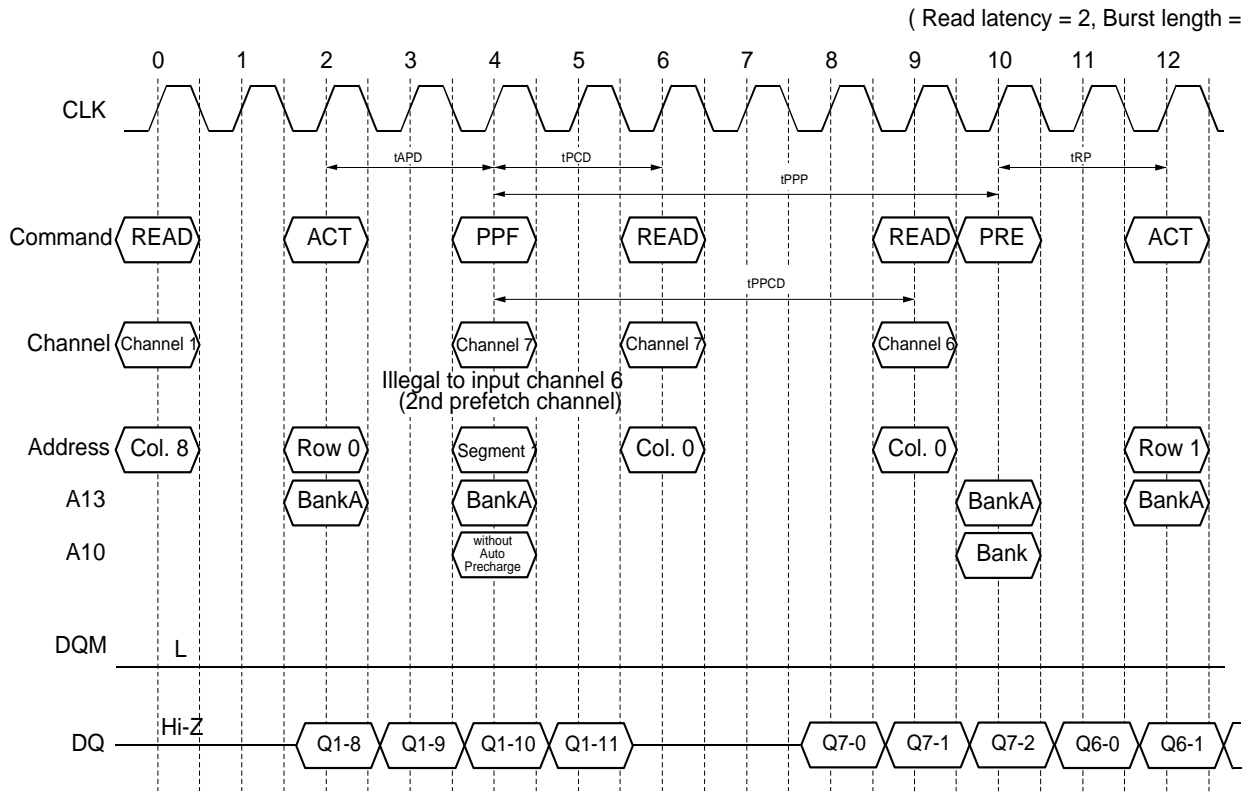 ( Read latency = 2, Burst length =
0 1 2 3 4 5 6 7 8 9 10 11 12
CLK
tAPD tPCD tRP
tPPP
Command READ ACT PPF READ READ PRE ACT
tPPCD
Channel Channel 1 Channel 7 Channel 7 Channel 6
Illegal to input channel 6
(2nd prefetch channel)
Address Col. 8 Row 0 Segment 1 Col. 0 Col. 0 Row 1
A13 BankA BankA BankA BankA
A10 without Bank
Auto
Precharge
DQM L
Hi-Z
DQ Q1-8 Q1-9 Q1-10 Q1-11 Q7-0 Q7-1 Q7-2 Q6-0 Q6-1